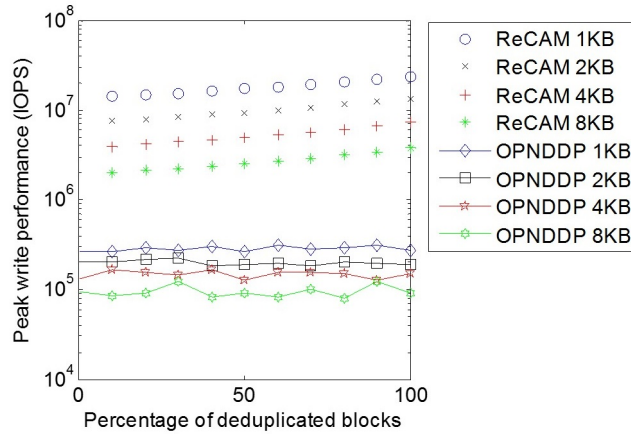 Peak write performance (IOPS)
10^8
10^7
10^6
10^5
10^4
0
50
100
Percentage of deduplicated blocks
ReCAM 1KB
ReCAM 2KB
ReCAM 4KB
ReCAM 8KB
OPNDDP 1KB
OPNDDP 2KB
OPNDDP 4KB
OPNDDP 8KB